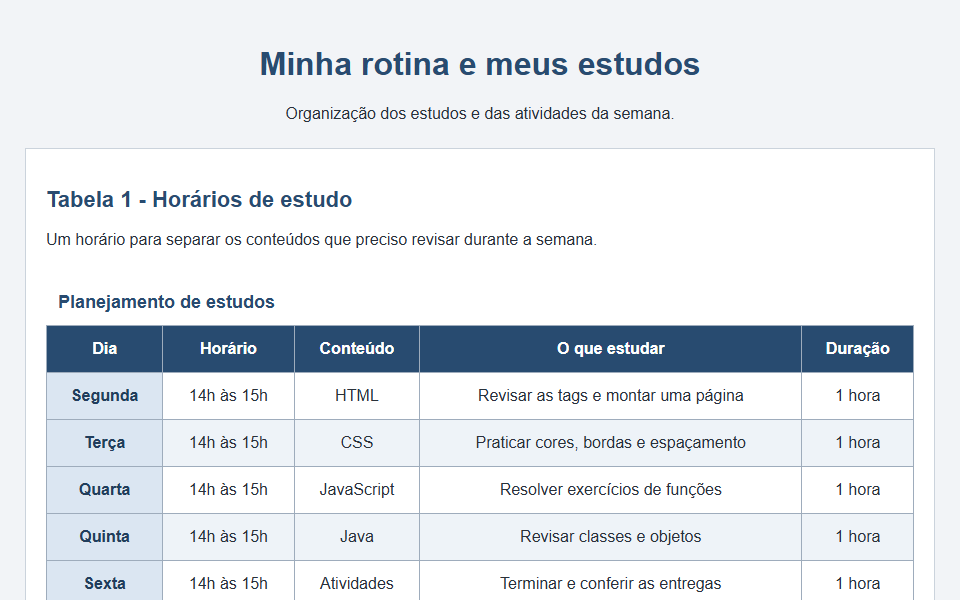 Minha rotina e meus estudos
Organização dos estudos e das atividades da semana.
Tabela 1 - Horários de estudo
Um horário para separar os conteúdos que preciso revisar durante a semana.
Planejamento de estudos
Dia Horário Conteúdo O que estudar Duração
Segunda 14h às 15h HTML Revisar as tags e montar uma página 1 hora
Terça 14h às 15h CSS Praticar cores, bordas e espaçamento 1 hora
Quarta 14h às 15h JavaScript Resolver exercícios de funções 1 hora
Quinta 14h às 15h Java Revisar classes e objetos 1 hora
Sexta 14h às 15h Atividades Terminar e conferir as entregas 1 hora